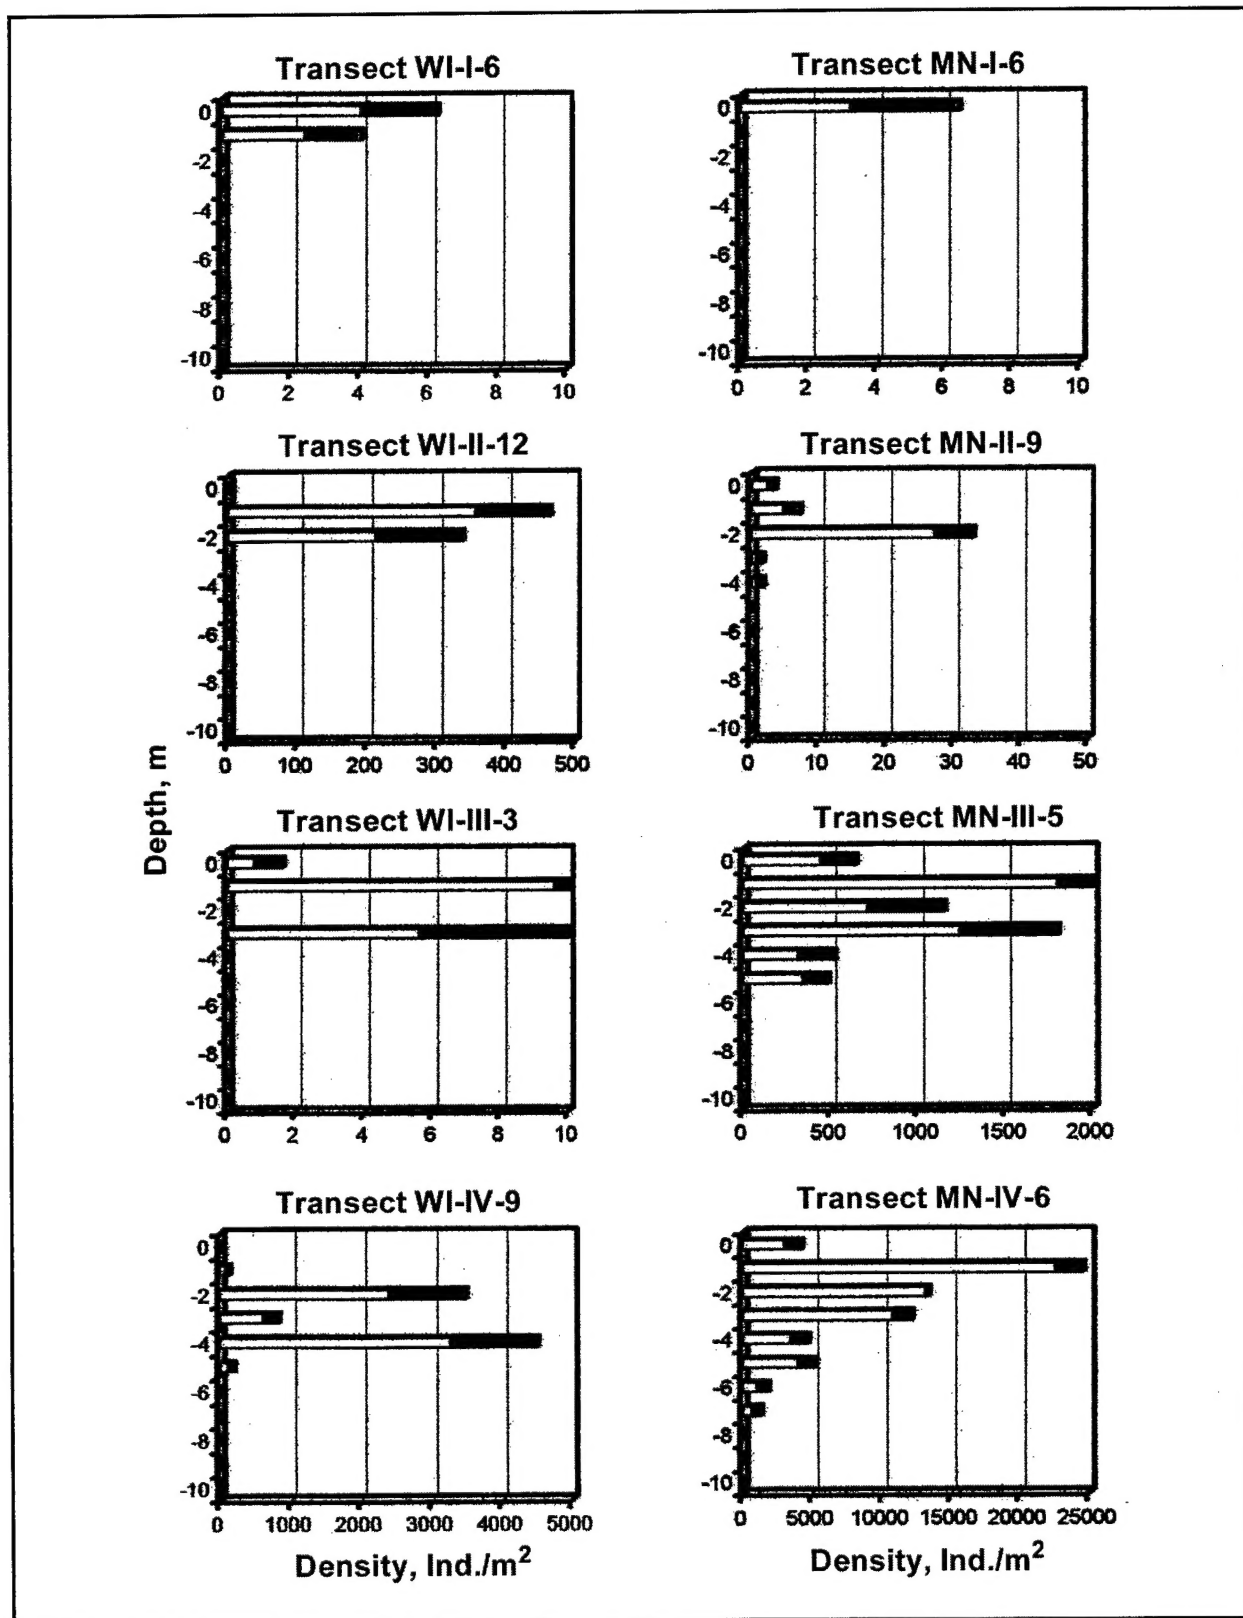 Transect WI-I-6
0
-2
-4
-6
-8
-10
0 2 4 6 8 10
Transect MN-I-6
0
-2
-4
-6
-8
-10
0 2 4 6 8 10
Transect WI-II-12
0
-2
-4
-6
-8
-10
0 100 200 300 400 500
Transect MN-II-9
0
-2
-4
-6
-8
-10
0 10 20 30 40 50
Depth, m
Transect WI-III-3
0
-2
-4
-6
-8
-10
0 2 4 6 8 10
Transect MN-III-5
0
-2
-4
-6
-8
-10
0 500 1000 1500 2000
Transect WI-IV-9
0
-2
-4
-6
-8
-10
0 1000 2000 3000 4000 5000
Density, Ind./m²
Transect MN-IV-6
0
-2
-4
-6
-8
-10
0 5000 10000 15000 20000 25000
Density, Ind./m²